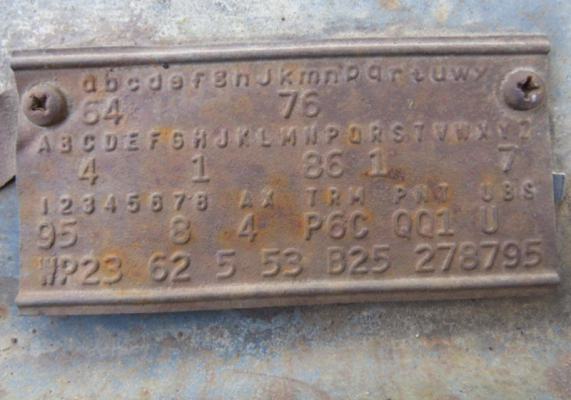 abcdefghJkmnpqrtuwy
64 76
ABCDEFGHJKLMNPQRSTVWXYZ
4 1 86 1 7
12345678 AX TRM PNT UBS
95 8 4 P6C QQ1 U
WP23 62 5 53 B25 278795